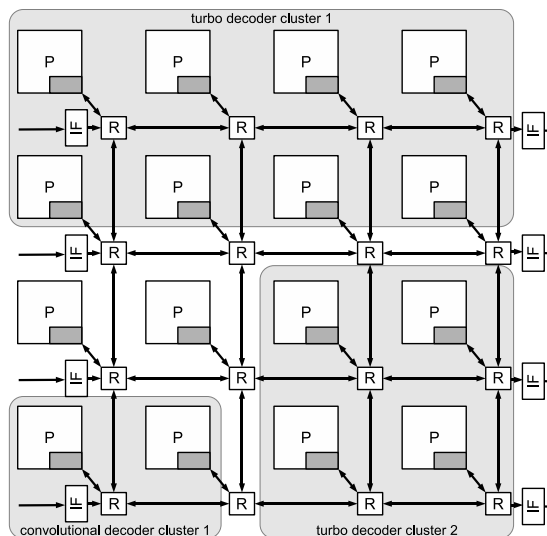 turbo decoder cluster 1
P P P P
IF R R R R IF
P P P P
IF R R R R IF
P P P P
IF R R R R IF
P P P P
IF R R R R IF
convolutional decoder cluster 1
turbo decoder cluster 2